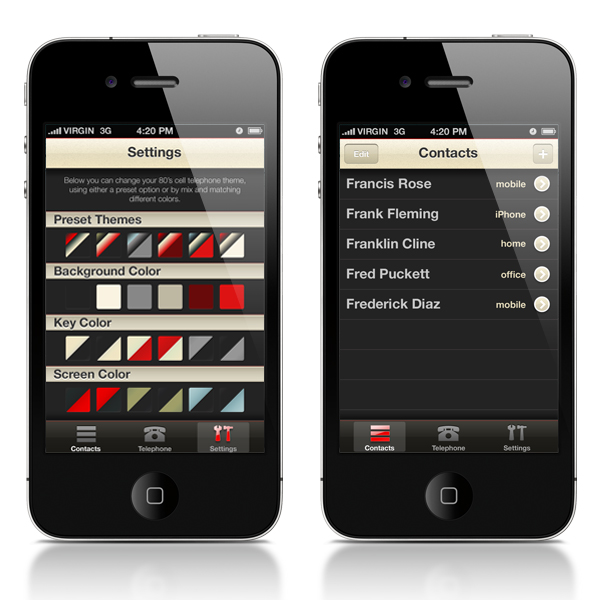 VIRGIN 3G 4:20 PM
Settings
Below you can change your 80's cell telephone theme,
using either a preset option or by mix and matching
different colors.
Preset Themes
Background Color
Key Color
Screen Color
Contacts Telephone Settings
VIRGIN 3G 4:20 PM
Edit Contacts +
Francis Rose mobile
Frank Fleming iPhone
Franklin Cline home
Fred Puckett office
Frederick Diaz mobile
Contacts Telephone Settings